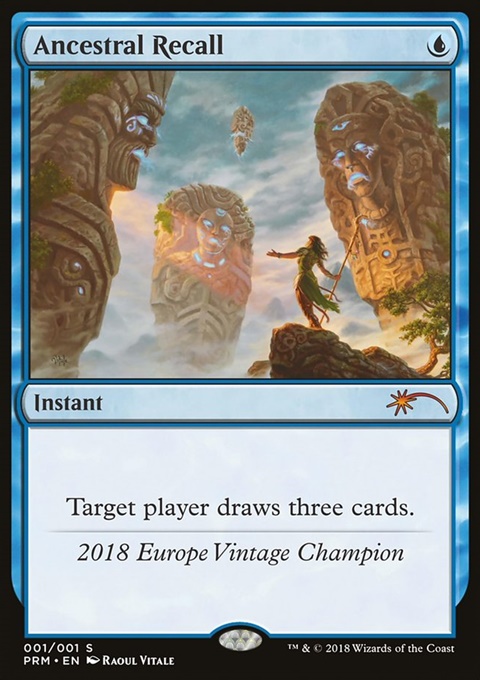 Ancestral Recall
Instant
Target player draws three cards.
2018 Europe Vintage Champion
001/001 S
™ & © 2018 Wizards of the Coast
PRM • EN Raoul Vitale